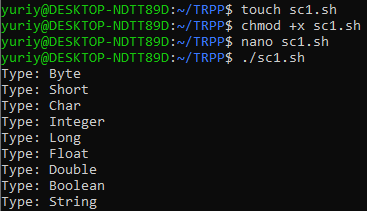 yuriy@DESKTOP-NDTT89D:~/TRPP$ touch sc1.sh
yuriy@DESKTOP-NDTT89D:~/TRPP$ chmod +x sc1.sh
yuriy@DESKTOP-NDTT89D:~/TRPP$ nano sc1.sh
yuriy@DESKTOP-NDTT89D:~/TRPP$ ./sc1.sh
Type: Byte
Type: Short
Type: Char
Type: Integer
Type: Long
Type: Float
Type: Double
Type: Boolean
Type: String